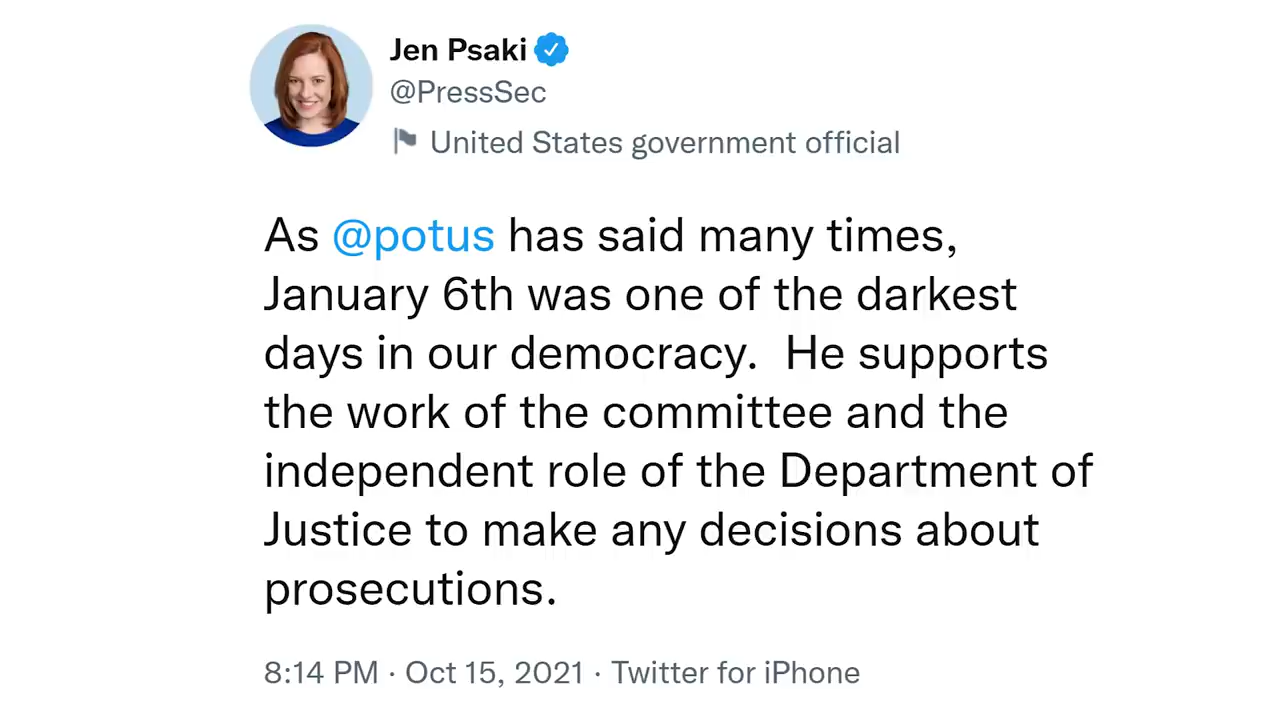 Jen Psaki
@PressSec
United States government official
As @potus has said many times,
January 6th was one of the darkest
days in our democracy.  He supports
the work of the committee and the
independent role of the Department of
Justice to make any decisions about
prosecutions.
8:14 PM · Oct 15, 2021 · Twitter for iPhone